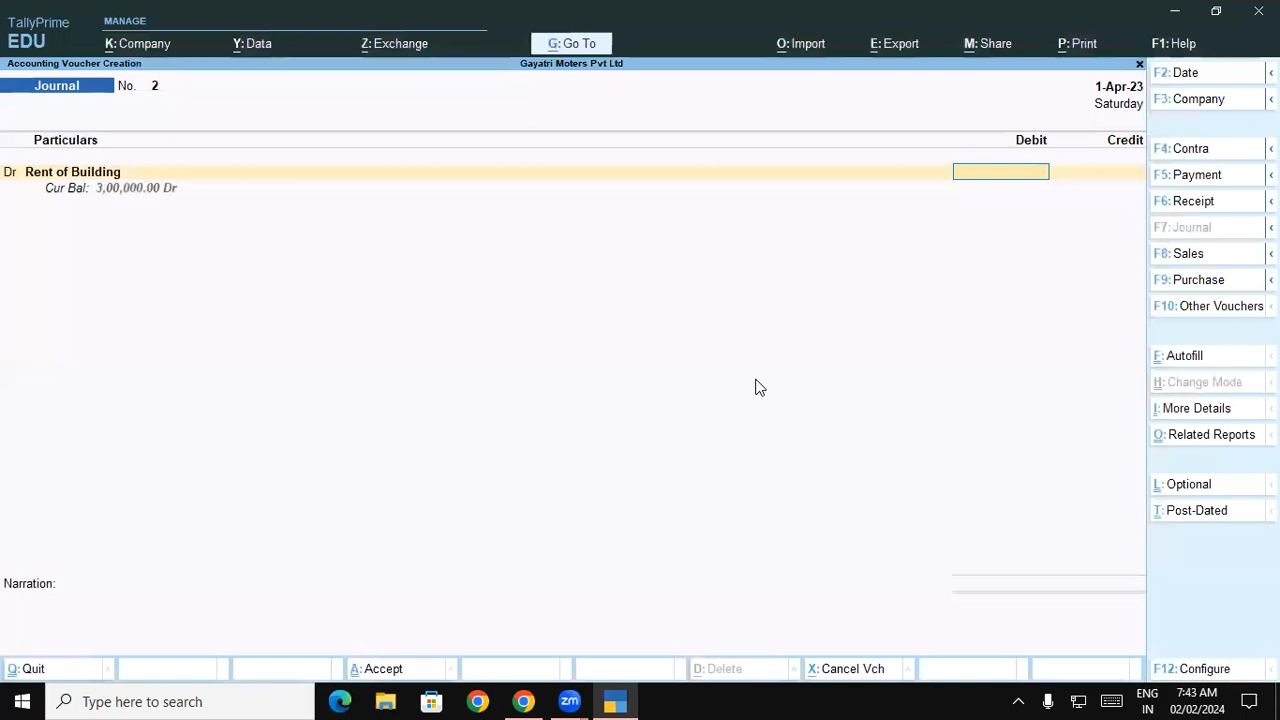 TallyPrime
EDU
MANAGE
K: Company
Y: Data
Z: Exchange
G: Go To
O: Import
E: Export
M: Share
P: Print
F1: Help
Accounting Voucher Creation
Gayatri Moters Pvt Ltd
×
Journal
No. 2
1-Apr-23
Saturday
Particulars
Debit
Credit
Dr Rent of Building
Cur Bal: 3,00,000.00 Dr
Narration:
F2: Date
F3: Company
F4: Contra
F5: Payment
F6: Receipt
F7: Journal
F8: Sales
F9: Purchase
F10: Other Vouchers
F: Autofill
H: Change Mode
I: More Details
O: Related Reports
L: Optional
T: Post-Dated
F12: Configure
Q: Quit
A: Accept
D: Delete
X: Cancel Vch
Type here to search
zm
ENG
IN
7:43 AM
02/02/2024